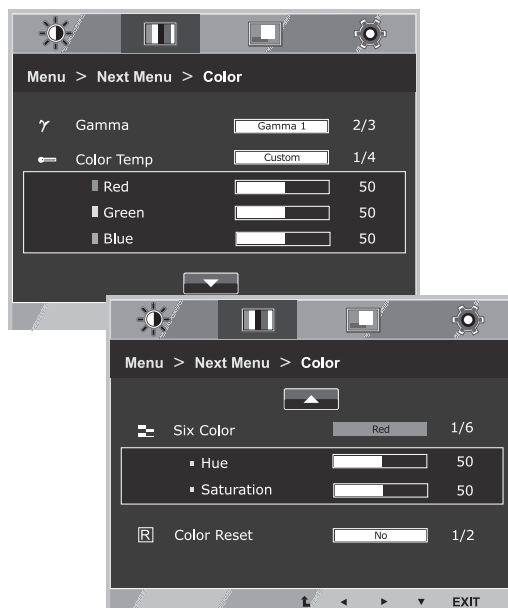 Menu > Next Menu > Color
γ Gamma Gamma 1 2/3
Color Temp Custom 1/4
Red 50
Green 50
Blue 50
Menu > Next Menu > Color
Six Color Red 1/6
Hue 50
Saturation 50
R Color Reset No 1/2
EXIT